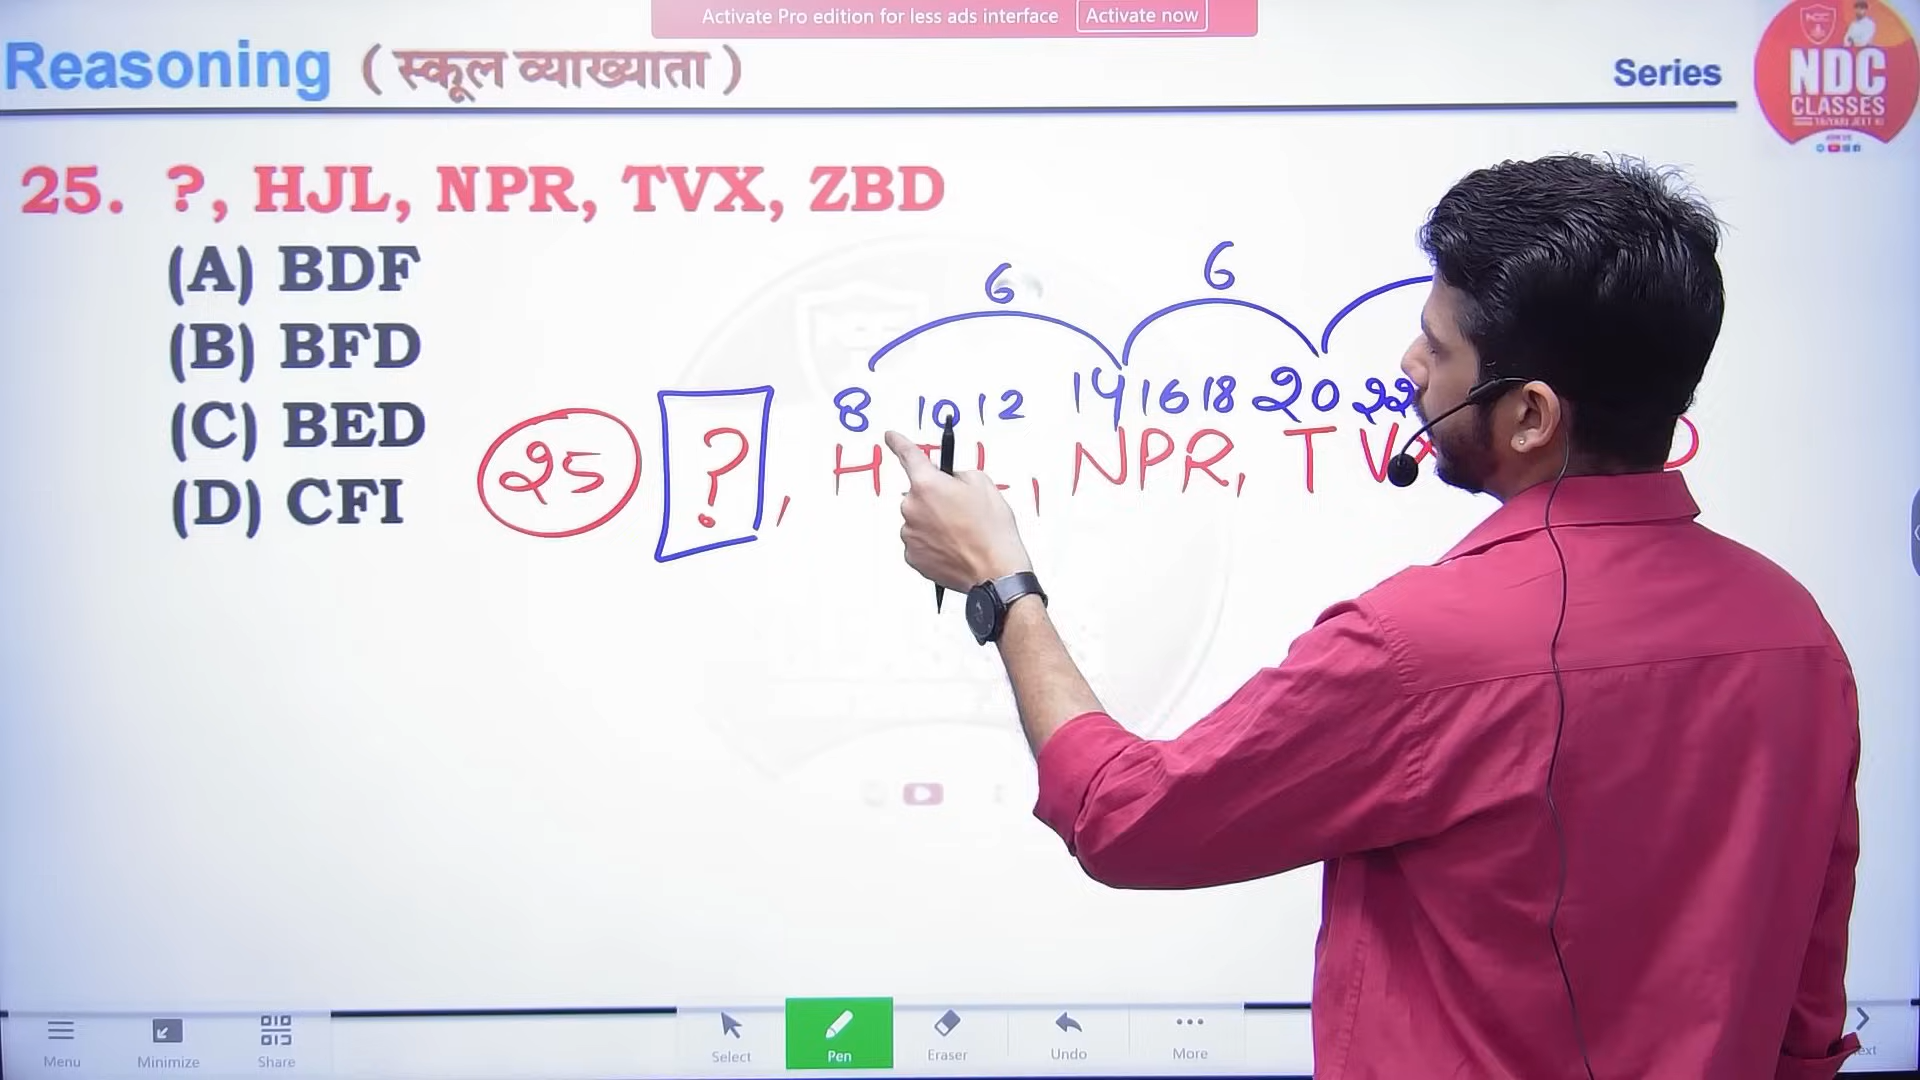 Activate Pro edition for less ads interface Activate now
Reasoning ( स्कूल व्याख्याता )
Series
NDC
CLASSES
25. ?, HJL, NPR, TVX, ZBD
(A) BDF
(B) BFD
(C) BED
(D) CFI
6 6
8 10 12 14 16 18 20 22
25 ? , H L, NPR, T V D
Menu Minimize Share Select Pen Eraser Undo More